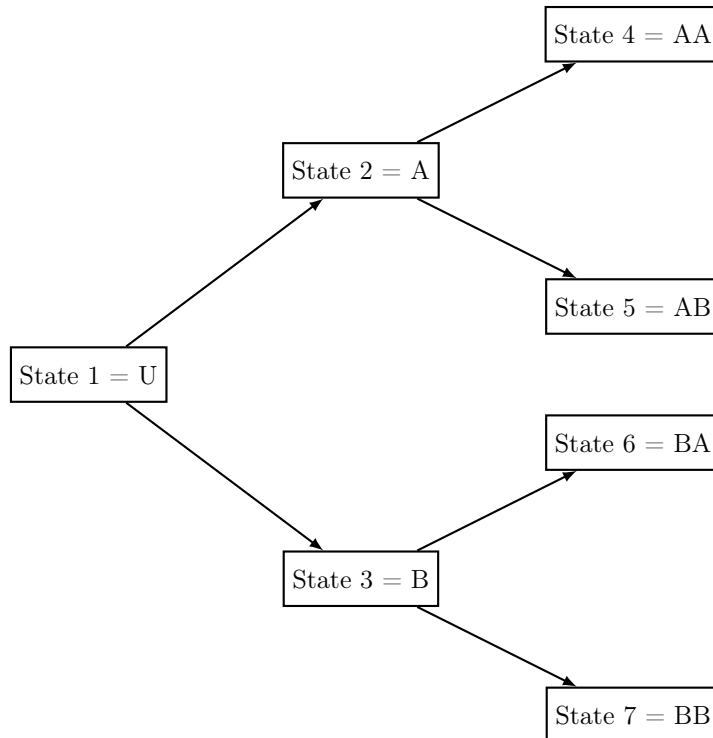 State 4 = AA
State 2 = A
State 5 = AB
State 1 = U
State 6 = BA
State 3 = B
State 7 = BB